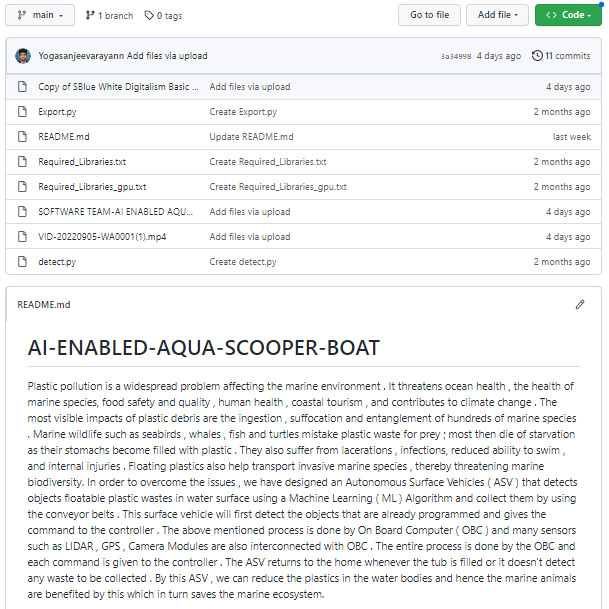 main 1 branch 0 tags Go to file Add file Code
Yogasanjeevarayann Add files via upload 3a34998 4 days ago 11 commits
Copy of SBlue White Digitalism Basic ... Add files via upload 4 days ago
Export.py Create Export.py 2 months ago
README.md Update README.md last week
Required_Libraries.txt Create Required_Libraries.txt 2 months ago
Required_Libraries_gpu.txt Create Required_Libraries_gpu.txt 2 months ago
SOFTWARE TEAM-AI ENABLED AQU... Add files via upload 4 days ago
VID-20220905-WA0001(1).mp4 Add files via upload 4 days ago
detect.py Create detect.py 2 months ago
README.md
AI-ENABLED-AQUA-SCOOPER-BOAT
Plastic pollution is a widespread problem affecting the marine environment . It threatens ocean health , the health of
marine species, food safety and quality , human health , coastal tourism , and contributes to climate change . The
most visible impacts of plastic debris are the ingestion , suffocation and entanglement of hundreds of marine species
. Marine wildlife such as seabirds , whales , fish and turtles mistake plastic waste for prey ; most then die of starvation
as their stomachs become filled with plastic . They also suffer from lacerations , infections, reduced ability to swim ,
and internal injuries . Floating plastics also help transport invasive marine species , thereby threatening marine
biodiversity. In order to overcome the issues , we have designed an Autonomous Surface Vehicles ( ASV ) that detects
objects floatable plastic wastes in water surface using a Machine Learning ( ML ) Algorithm and collect them by using
the conveyor belts . This surface vehicle will first detect the objects that are already programmed and gives the
command to the controller . The above mentioned process is done by On Board Computer ( OBC ) and many sensors
such as LIDAR , GPS , Camera Modules are also interconnected with OBC . The entire process is done by the OBC and
each command is given to the controller . The ASV returns to the home whenever the tub is filled or it doesn't detect
any waste to be collected . By this ASV , we can reduce the plastics in the water bodies and hence the marine animals
are benefited by this which in turn saves the marine ecosystem.